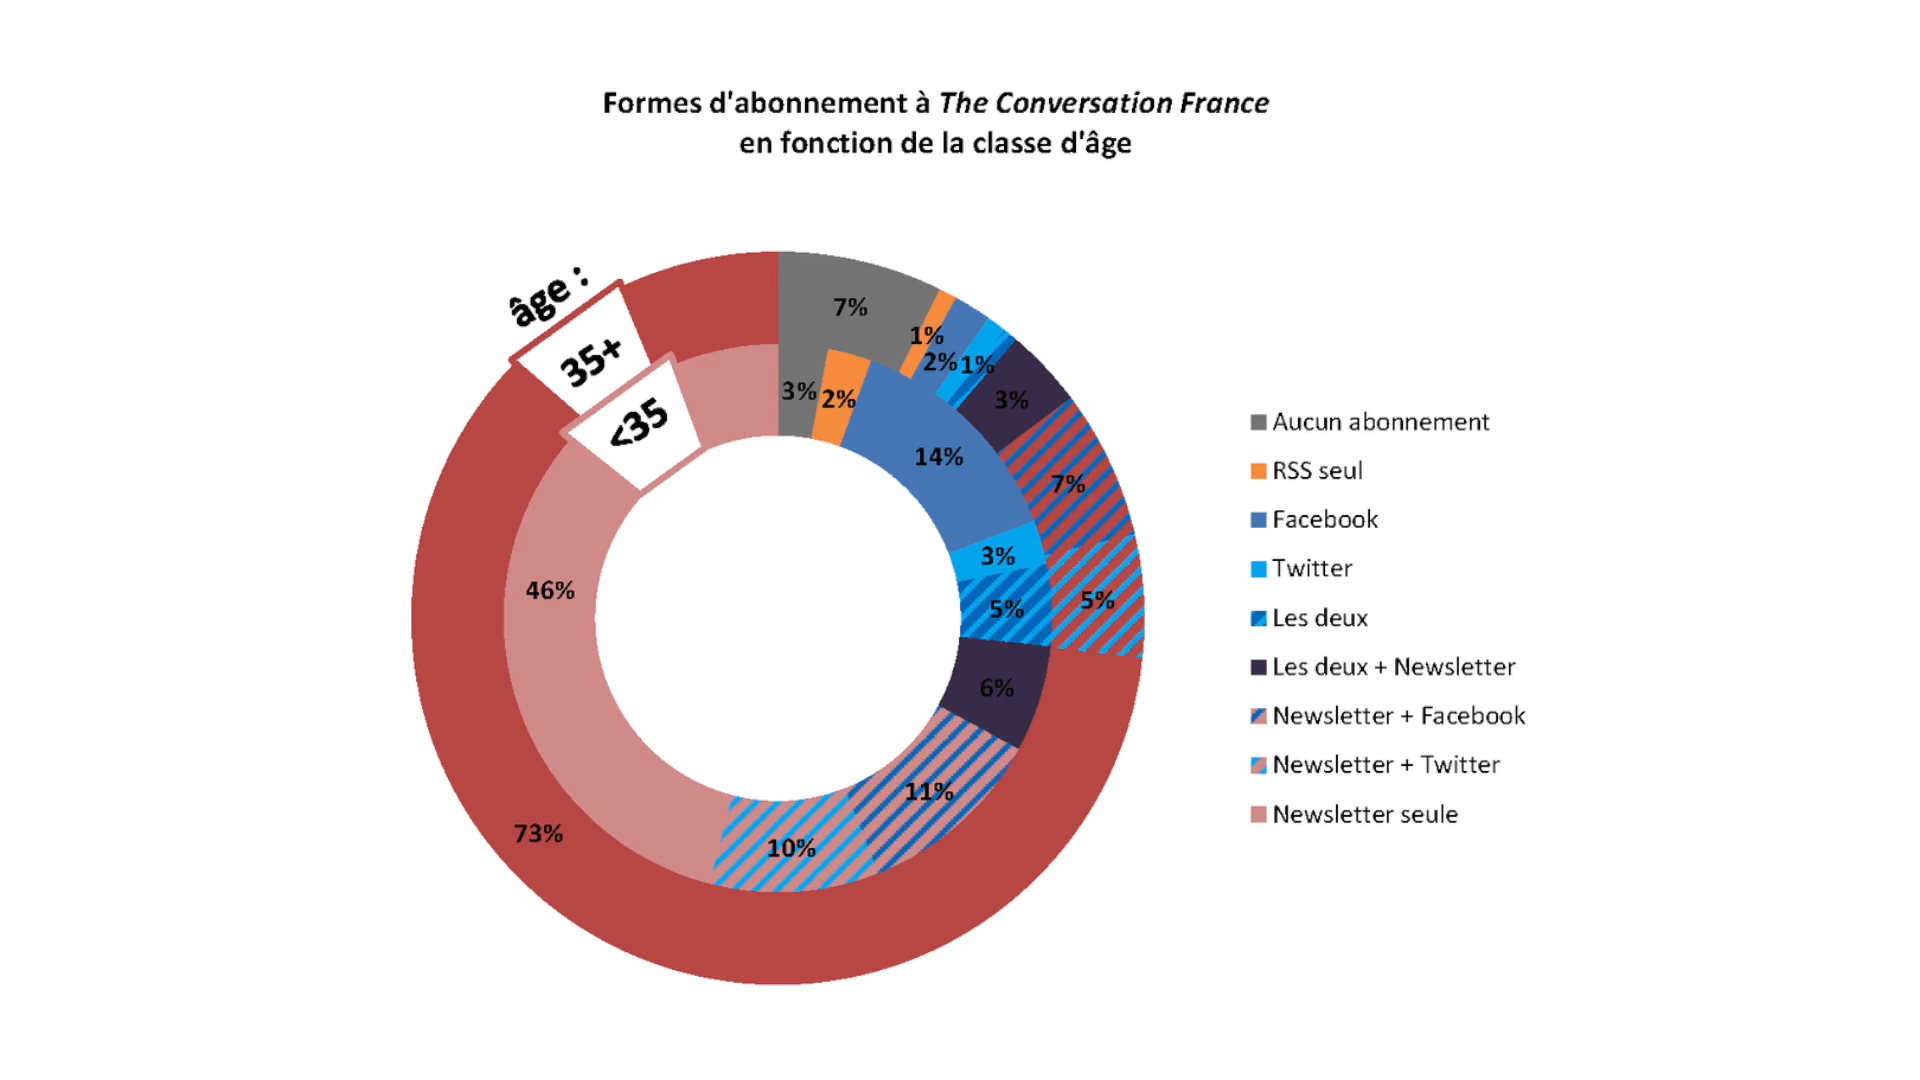 Formes d'abonnement à The Conversation France
en fonction de la classe d'âge
âge :
35+
<35
7%
1%
2%
1%
3%
7%
5%
73%
3%
2%
14%
3%
5%
6%
11%
10%
46%
Aucun abonnement
RSS seul
Facebook
Twitter
Les deux
Les deux + Newsletter
Newsletter + Facebook
Newsletter + Twitter
Newsletter seule